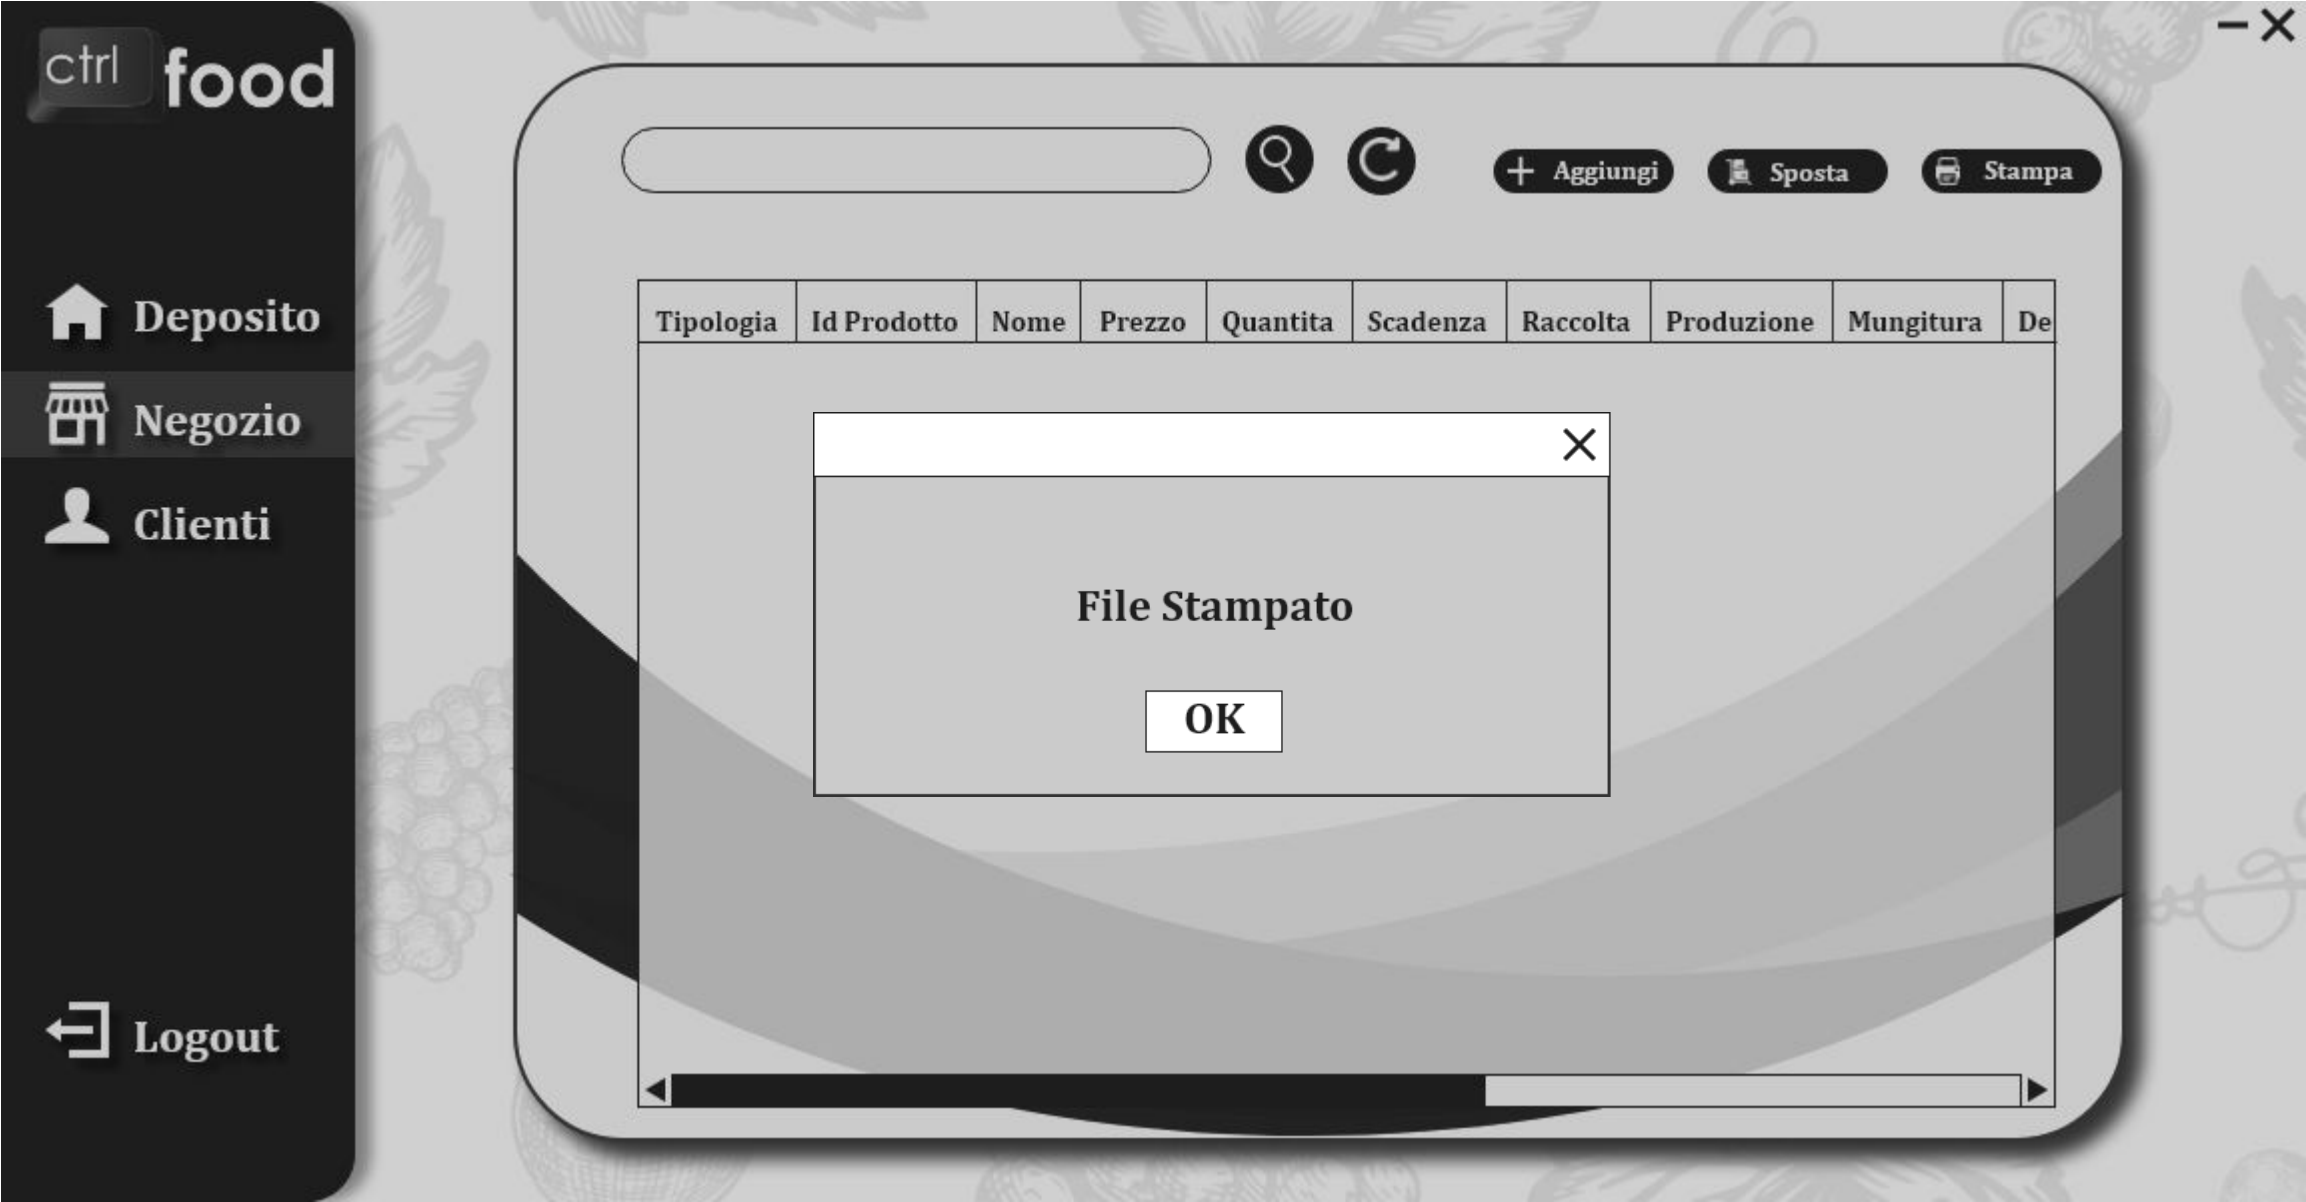 ctrl food
Aggiungi Sposta Stampa
Tipologia Id Prodotto Nome Prezzo Quantita Scadenza Raccolta Produzione Mungitura De
Deposito
Negozio
Clienti
File Stampato
OK
Logout